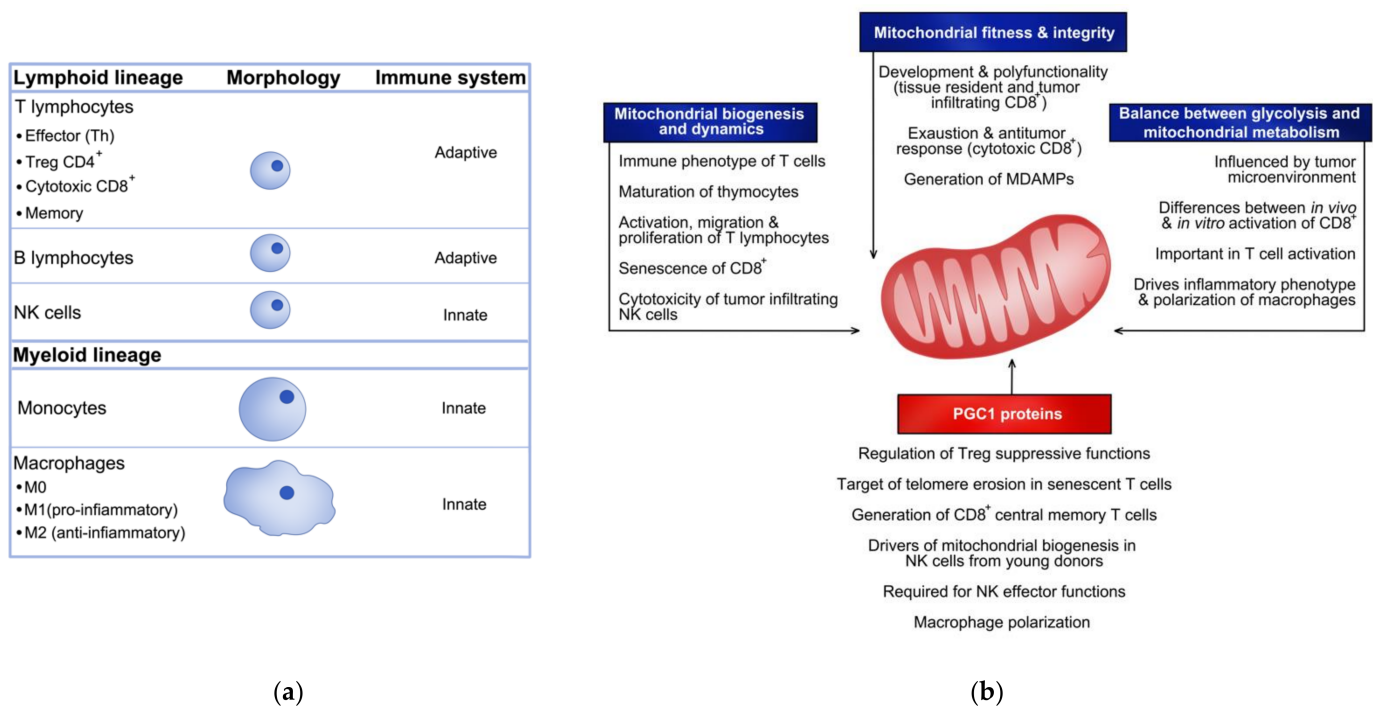 Lymphoid lineage Morphology Immune system
T lymphocytes
• Effector (Th)
• Treg CD4+
• Cytotoxic CD8+
• Memory
Adaptive
B lymphocytes Adaptive
NK cells Innate
Myeloid lineage
Monocytes Innate
Macrophages
• M0
• M1(pro-infiammatory)
• M2 (anti-infiammatory)
Innate
(a)
Mitochondrial fitness & integrity
Development & polyfunctionality
(tissue resident and tumor
infiltrating CD8+)
Exaustion & antitumor
response (cytotoxic CD8+)
Generation of MDAMPs
Mitochondrial biogenesis
and dynamics
Immune phenotype of T cells
Maturation of thymocytes
Activation, migration &
proliferation of T lymphocytes
Senescence of CD8+
Cytotoxicity of tumor infiltrating
NK cells
Balance between glycolysis and
mitochondrial metabolism
Influenced by tumor
microenvironment
Differences between in vivo
& in vitro activation of CD8+
Important in T cell activation
Drives inflammatory phenotype
& polarization of macrophages
PGC1 proteins
Regulation of Treg suppressive functions
Target of telomere erosion in senescent T cells
Generation of CD8+ central memory T cells
Drivers of mitochondrial biogenesis in
NK cells from young donors
Required for NK effector functions
Macrophage polarization
(b)